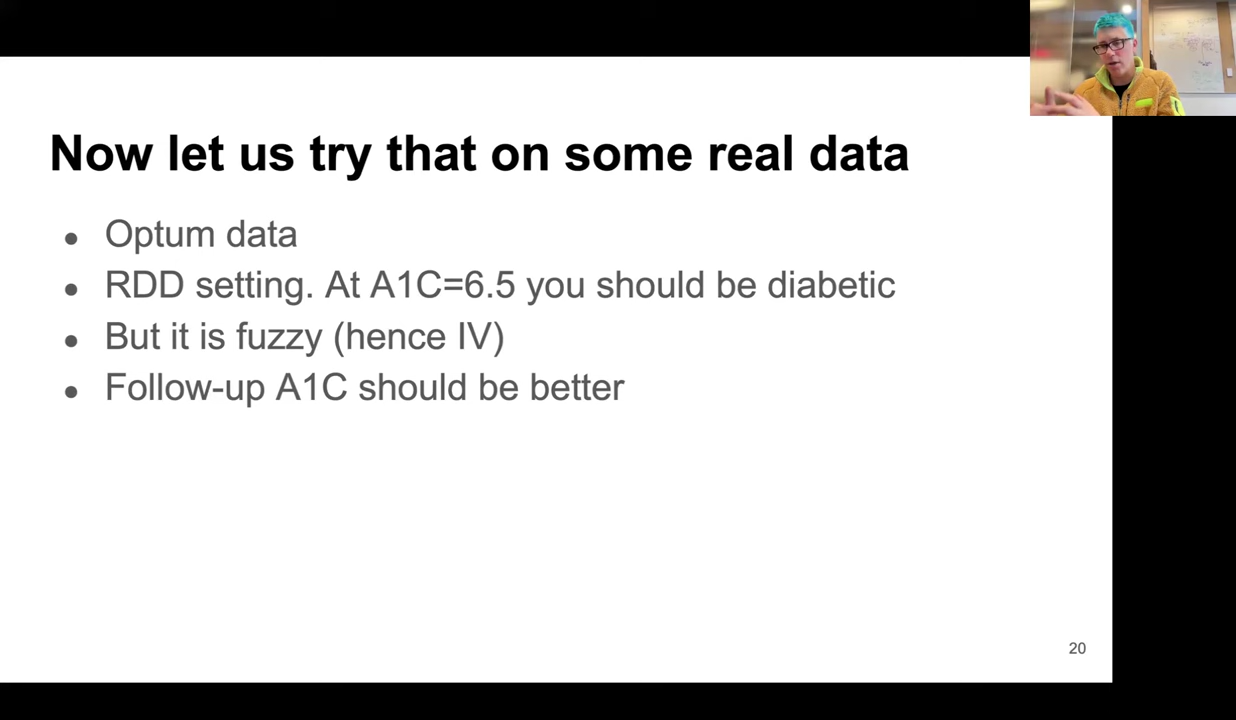 Now let us try that on some real data
● Optum data
● RDD setting. At A1C=6.5 you should be diabetic
● But it is fuzzy (hence IV)
● Follow-up A1C should be better
20